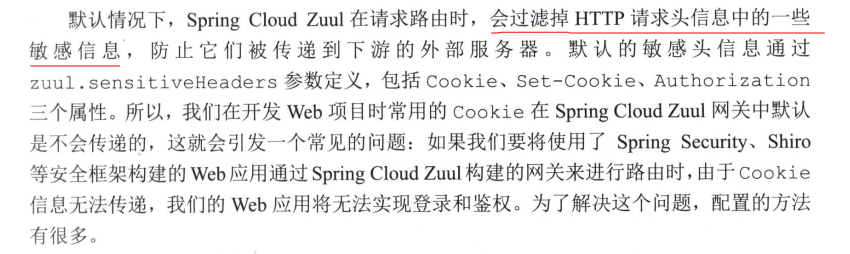 默认情况下，Spring Cloud Zuul 在请求路由时，会过滤掉 HTTP 请求头信息中的一些
敏感信息，防止它们被传递到下游的外部服务器。默认的敏感头信息通过
zuul.sensitiveHeaders 参数定义，包括 Cookie、Set-Cookie、Authorization
三个属性。所以，我们在开发 Web 项目时常用的 Cookie 在 Spring Cloud Zuul 网关中默认
是不会传递的，这就会引发一个常见的问题：如果我们要将使用了 Spring Security、Shiro
等安全框架构建的 Web 应用通过 Spring Cloud Zuul 构建的网关来进行路由时，由于 Cookie
信息无法传递，我们的 Web 应用将无法实现登录和鉴权。为了解决这个问题，配置的方法
有很多。